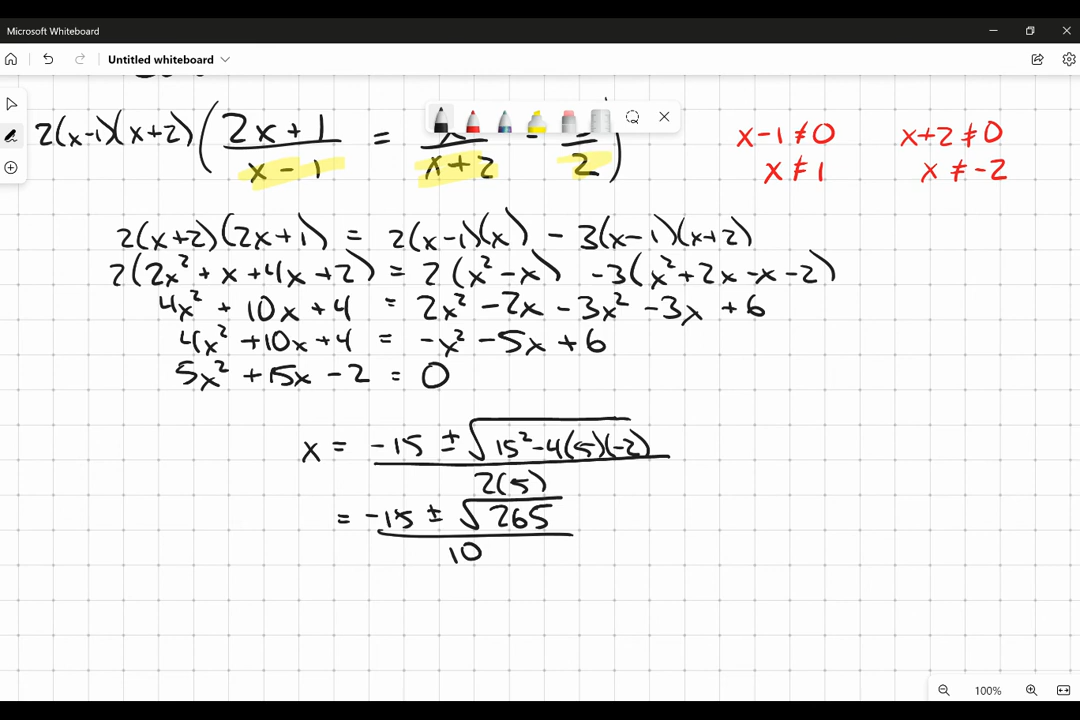 Microsoft Whiteboard
Untitled whiteboard
2(x-1)(x+2)(2x+1/x-1 = /x+2 - /2)
x-1≠0 x+2≠0
x≠1 x≠-2
2(x+2)(2x+1) = 2(x-1)(x) - 3(x-1)(x+2)
2(2x²+x+4x+2) = 2(x²-x) -3(x²+2x-x-2)
4x²+10x+4 = 2x²-2x-3x²-3x+6
4x²+10x+4 = -x²-5x+6
5x²+15x-2 = 0
x = -15 ± √15²-4(5)(-2)
2(5)
= -15 ± √265
10
100%